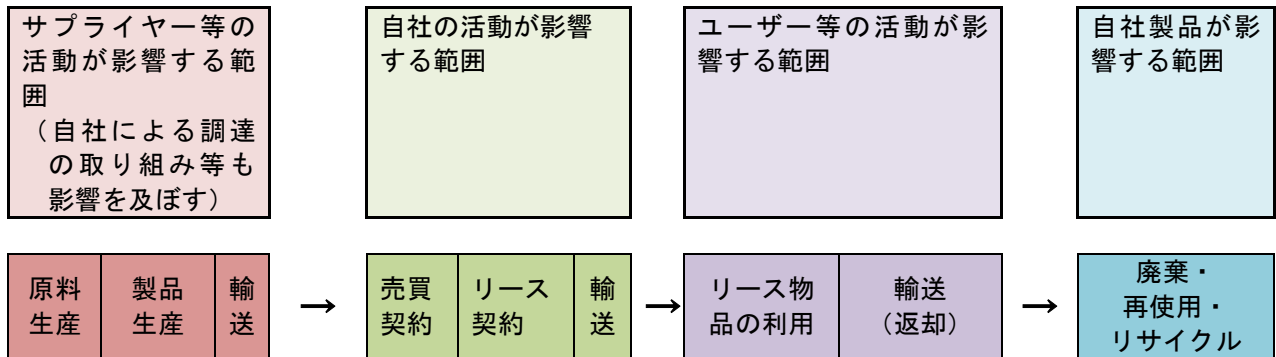 サプライヤー等の
活動が影響する範
囲
（自社による調達
の取り組み等も
影響を及ぼす）
自社の活動が影響
する範囲
ユーザー等の活動が影
響する範囲
自社製品が影
響する範囲
原料
生産
製品
生産
輸
送
→
売買
契約
リース
契約
輸
送
→
リース物
品の利用
輸送
（返却）
→
廃棄・
再使用・
リサイクル